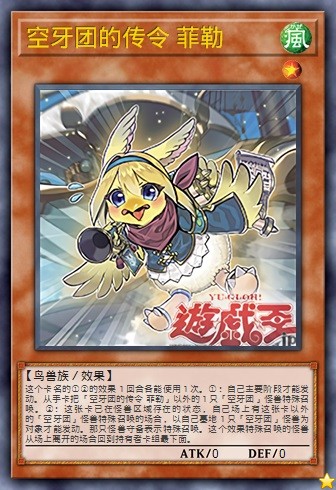 空牙团的传令 菲勒
風
YU-GI-OH!
遊戯王
【鸟兽族／效果】
这个卡名的①②的效果１回合各能使用１次。①：自己主要阶段才能发
动。从手卡把「空牙团的传令 菲勒」以外的１只「空牙团」怪兽特殊召
唤。②：这张卡已在怪兽区域存在的状态，自己场上有这张卡以外
的「空牙团」怪兽特殊召唤的场合，以自己墓地１只「空牙团」怪兽为
对象才能发动。那只怪兽守备表示特殊召唤。这个效果特殊召唤的怪兽
从场上离开的场合回到持有者卡组最下面。
ATK/0 DEF/0